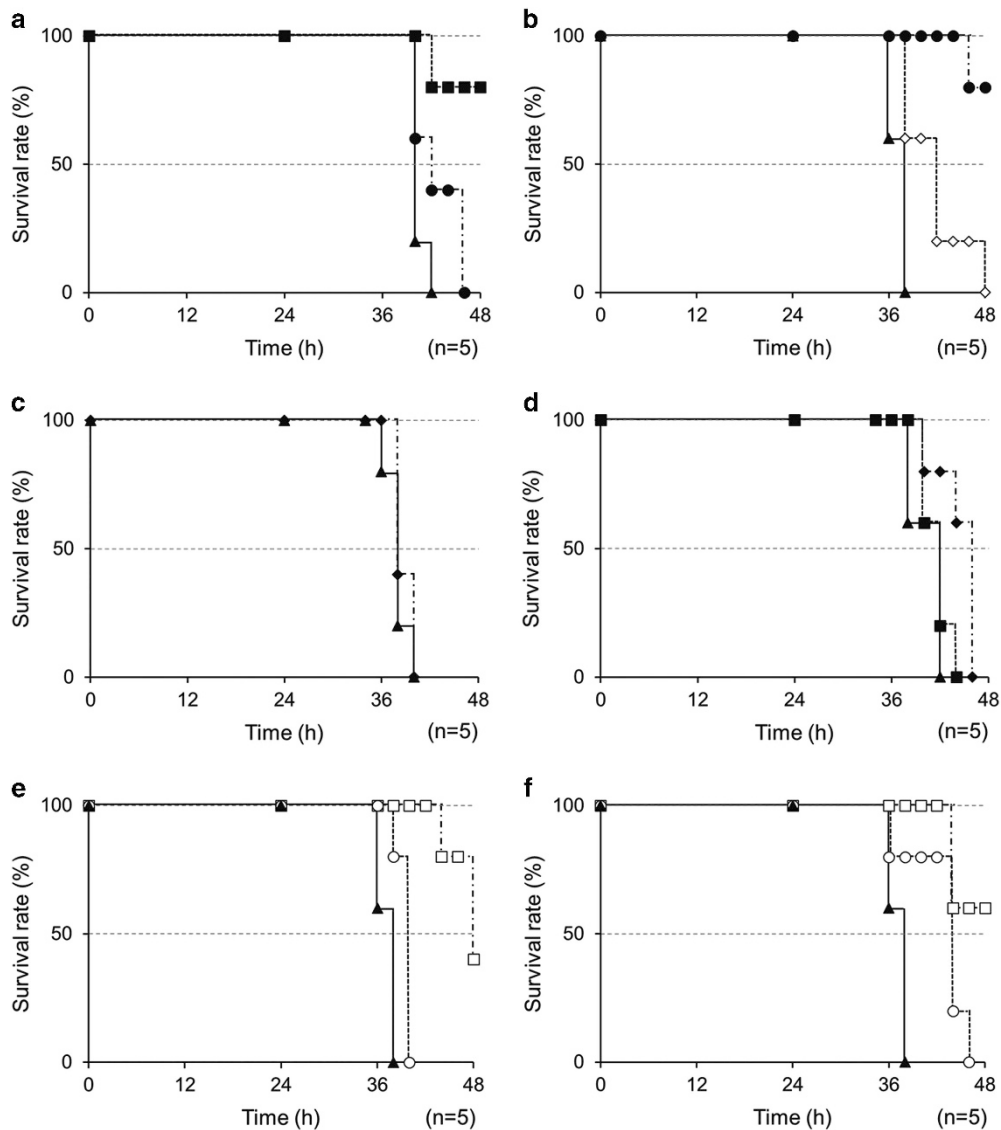 a
b
100
50
0
Survival rate (%)
0 12 24 36 48
Time (h) (n=5)
100
50
0
Survival rate (%)
0 12 24 36 48
Time (h) (n=5)
c
d
100
50
0
Survival rate (%)
0 12 24 36 48
Time (h) (n=5)
100
50
0
Survival rate (%)
0 12 24 36 48
Time (h) (n=5)
e
f
100
50
0
Survival rate (%)
0 12 24 36 48
Time (h) (n=5)
100
50
0
Survival rate (%)
0 12 24 36 48
Time (h) (n=5)